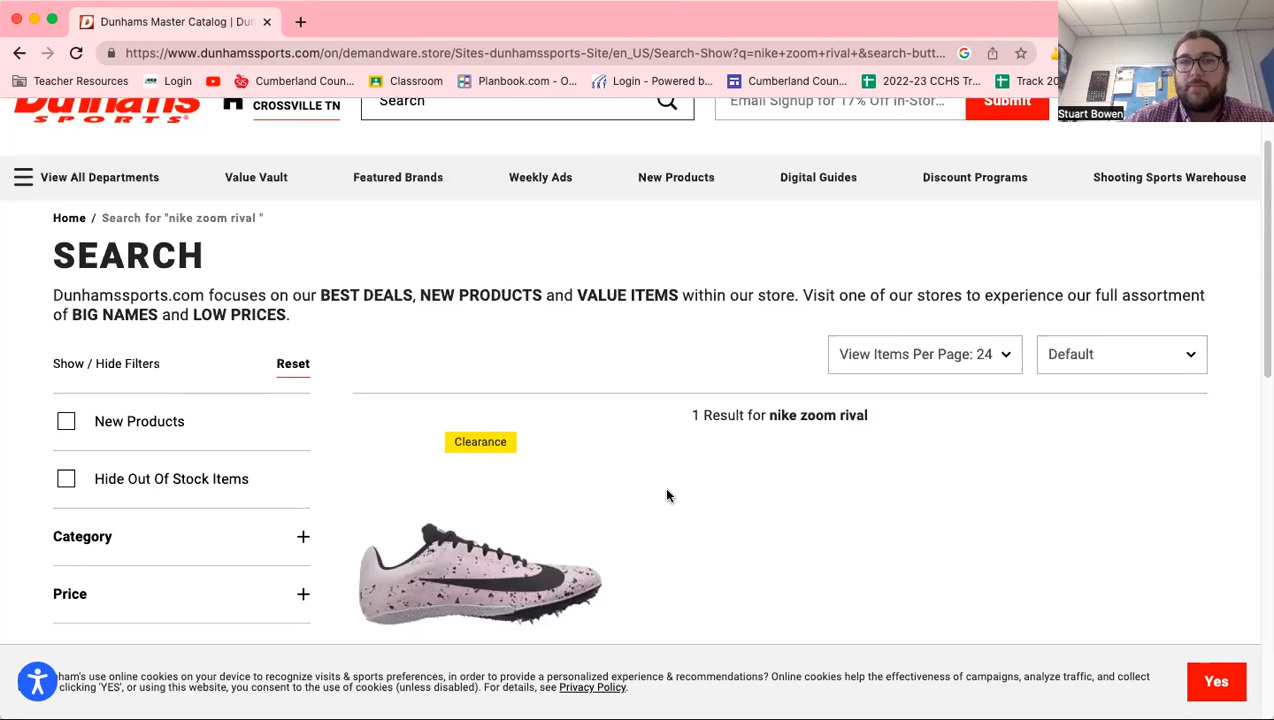 Dunhams Master Catalog | Dun
https://www.dunhamssports.com/on/demandware.store/Sites-dunhamssports-Site/en_US/Search-Show?q=nike+zoom+rival+&search-butt...
Teacher Resources Login Cumberland Coun... Classroom Planbook.com - O... Login - Powered b... Cumberland Coun... 2022-23 CCHS Tr... Track 20
Stuart Bowen
Dunhams SPORTS CROSSVILLE TN Search Email Signup for 17% Off In-Stor... Submit
View All Departments Value Vault Featured Brands Weekly Ads New Products Digital Guides Discount Programs Shooting Sports Warehouse
Home / Search for "nike zoom rival "
SEARCH
Dunhamssports.com focuses on our BEST DEALS, NEW PRODUCTS and VALUE ITEMS within our store. Visit one of our stores to experience our full assortment
of BIG NAMES and LOW PRICES.
Show / Hide Filters Reset View Items Per Page: 24 Default
1 Result for nike zoom rival
New Products
Clearance
Hide Out Of Stock Items
Category +
Price +
ham's use online cookies on your device to recognize visits & sports preferences, in order to provide a personalized experience & recommendations? Online cookies help the effectiveness of campaigns, analyze traffic, and collect
clicking 'YES', or using this website, you consent to the use of cookies (unless disabled). For details, see Privacy Policy.
Yes